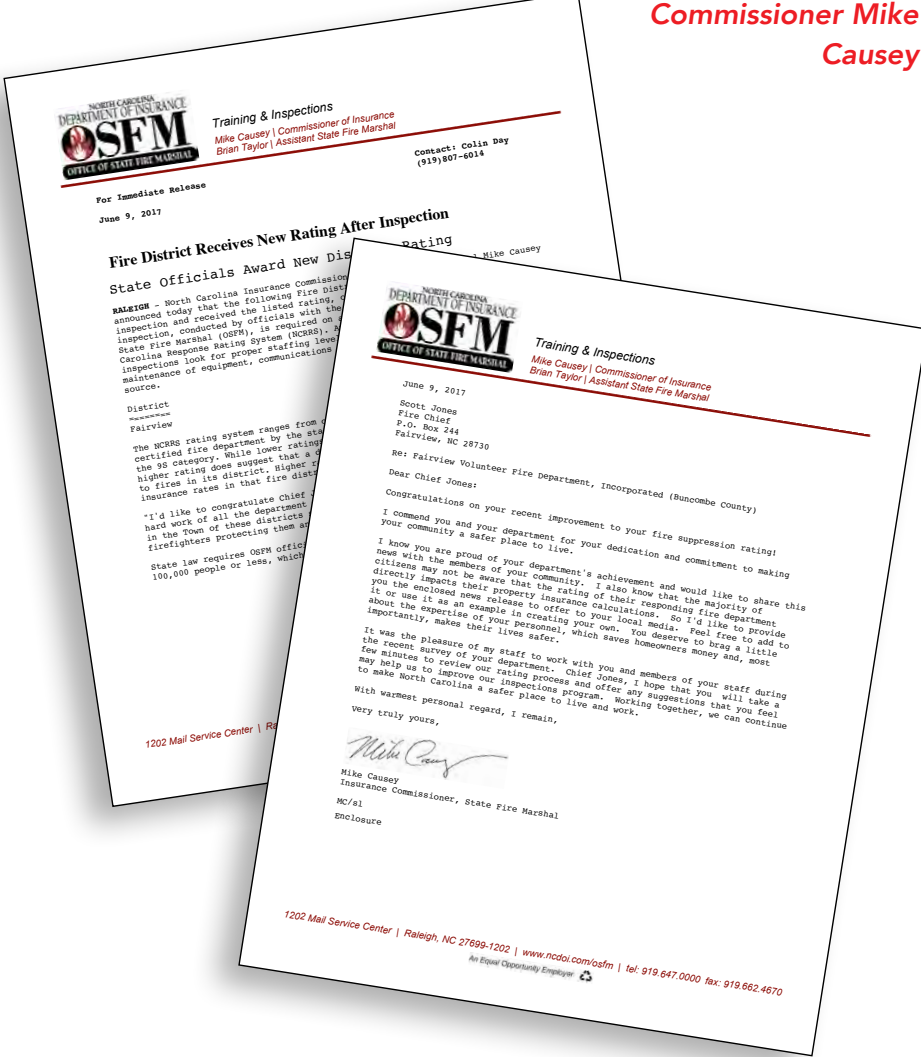 Commissioner Mike
Causey
NORTH CAROLINA
DEPARTMENT OF INSURANCE
OSFM
OFFICE OF STATE FIRE MARSHAL
Training & Inspections
Mike Causey | Commissioner of Insurance
Brian Taylor | Assistant State Fire Marshal
Contact: Colin Day
(919)807-6014
For Immediate Release
June 9, 2017
Fire District Receives New Rating After Inspection
State Officials Award New Dis Rating
RALEIGH – North Carolina Insurance Commission Mike Causey
announced today that the following Fire Dist
inspection and received the listed rating,
inspection, conducted by officials with the
State Fire Marshal (OSFM), is required on
Carolina Response Rating System (NCRRS). A
inspections look for proper staffing leve
maintenance of equipment, communications
source.
District
========
Fairview
The NCRRS rating system ranges from
certified fire department by the sta
the 9S category. While lower rating
higher rating does suggest that a d
to fires in its district. Higher r
insurance rates in that fire distr
"I'd like to congratulate Chief
hard work of all the department
in the Town of these districts
firefighters protecting them an
State law requires OSFM offic
100,000 people or less, which
1202 Mail Service Center | Ra
NORTH CAROLINA
DEPARTMENT OF INSURANCE
OSFM
OFFICE OF STATE FIRE MARSHAL
Training & Inspections
Mike Causey | Commissioner of Insurance
Brian Taylor | Assistant State Fire Marshal
June 9, 2017
Scott Jones
Fire Chief
P.O. Box 244
Fairview, NC 28730
Re: Fairview Volunteer Fire Department, Incorporated (Buncombe County)
Dear Chief Jones:
Congratulations on your recent improvement to your fire suppression rating!
I commend you and your department for your dedication and commitment to making
your community a safer place to live.
I know you are proud of your department's achievement and would like to share this
news with the members of your community. I also know that the majority of
citizens may not be aware that the rating of their responding fire department
directly impacts their property insurance calculations. So I'd like to provide
you the enclosed news release to offer to your local media. Feel free to add to
it or use it as an example in creating your own. You deserve to brag a little
about the expertise of your personnel, which saves homeowners money and, most
importantly, makes their lives safer.
It was the pleasure of my staff to work with you and members of your staff during
the recent survey of your department. Chief Jones, I hope that you will take a
few minutes to review our rating process and offer any suggestions that you feel
may help us to improve our inspections program. Working together, we can continue
to make North Carolina a safer place to live and work.
With warmest personal regard, I remain,
Very truly yours,
Mike Causey
Mike Causey
Insurance Commissioner, State Fire Marshal
MC/sl
Enclosure
1202 Mail Service Center | Raleigh, NC 27699-1202 | www.ncdoi.com/osfm | tel: 919.647.0000 fax: 919.662.4670
An Equal Opportunity Employer